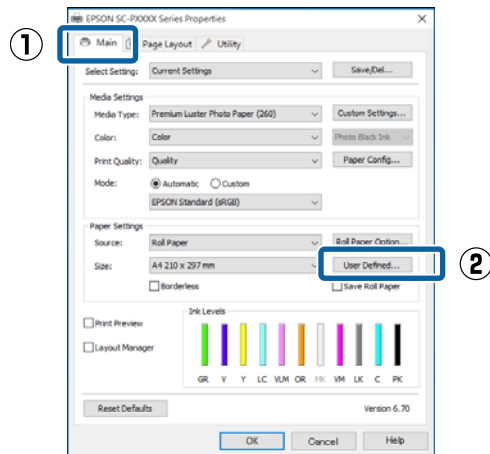 EPSON SC-PXXXX Series Properties
① Main Page Layout Utility
Select Setting: Current Settings Save/Del...
Media Settings
Media Type: Premium Luster Photo Paper (260) Custom Settings...
Color: Color Photo Black Ink
Print Quality: Quality Paper Config...
Mode: Automatic Custom
EPSON Standard (sRGB)
Paper Settings
Source: Roll Paper Roll Paper Option...
Size: A4 210 x 297 mm User Defined... ②
Borderless Save Roll Paper
Ink Levels
Print Preview
Layout Manager
GR V Y LC VLM OR MK VM LK C PK
Reset Defaults Version 6.70
OK Cancel Help